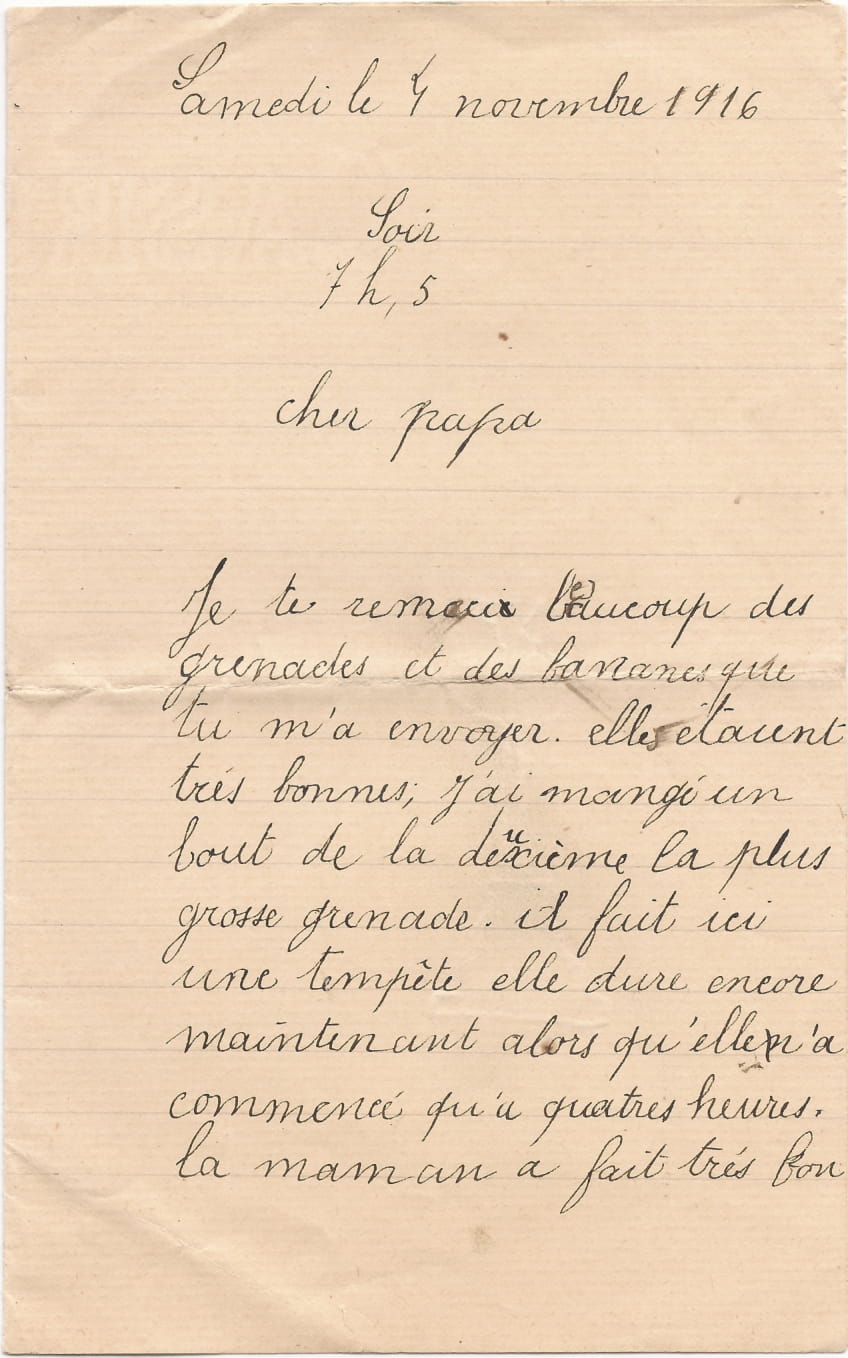 Samedi le 4 novembre 1916
Soir
7 h, 5
cher papa
Je te remercie beaucoup des
grenades et des bananes que
tu m'a envoyer. elles étaient
trés bonnes; j'ai mangé un
bout de la deuxième la plus
grosse grenade. il fait ici
une tempête elle dure encore
maintenant alors qu'elle n'a
commencé qu'a quatres heures.
la maman a fait trés bon